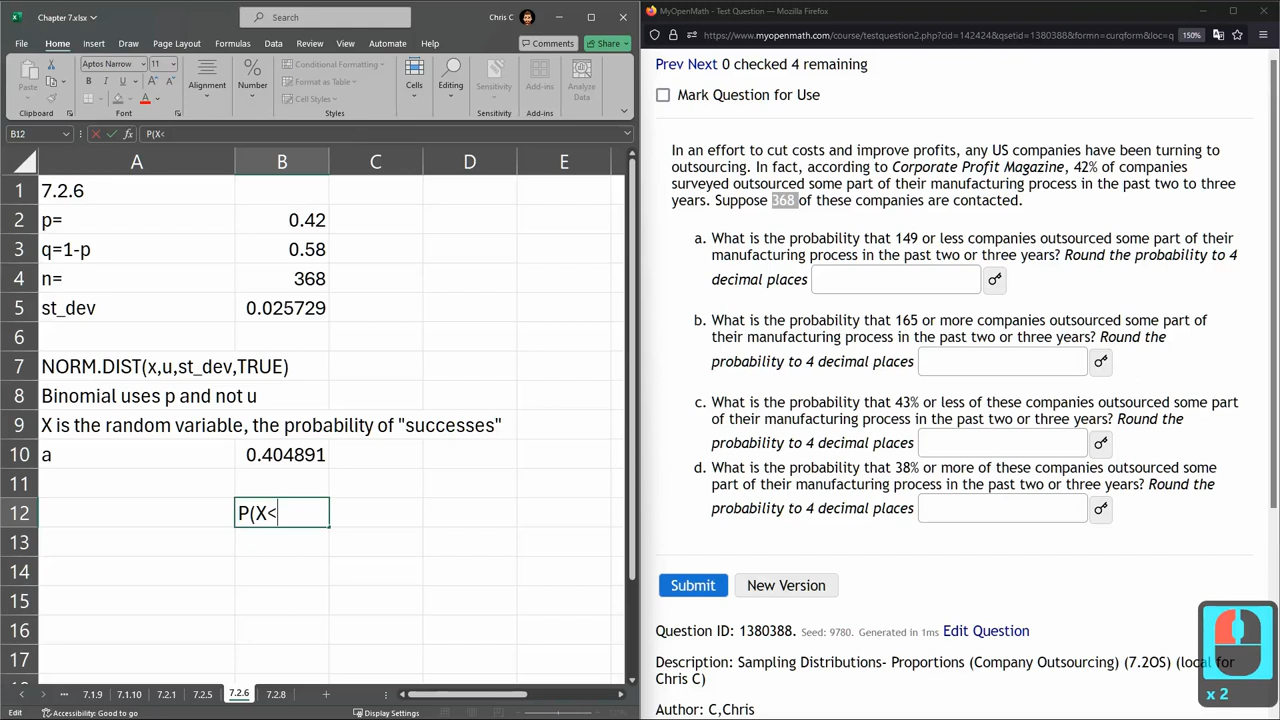 Chapter 7.xlsx
Search
Chris C
File Home Insert Draw Page Layout Formulas Data Review View Automate Help
Comments Share
Paste
Aptos Narrow 11
B I U
Alignment
Number
Conditional Formatting
Format as Table
Cell Styles
Cells
Editing
Sensitivity
Add-ins
Analyze Data
Clipboard Font Styles Sensitivity Add-ins
B12 fx P(X<
A B C D E
1 7.2.6
2 p= 0.42
3 q=1-p 0.58
4 n= 368
5 st_dev 0.025729
6
7 NORM.DIST(x,u,st_dev,TRUE)
8 Binomial uses p and not u
9 X is the random variable, the probability of "successes"
10 a 0.404891
11
12 P(X<
13
14
15
16
17
7.1.9 7.1.10 7.2.1 7.2.5 7.2.6 7.2.8
Edit Accessibility: Good to go Display Settings
MyOpenMath - Test Question — Mozilla Firefox
https://www.myopenmath.com/course/testquestion2.php?cid=142424&qsetid=1380388&formn=curqform&loc=q 150%
Prev Next 0 checked 4 remaining
Mark Question for Use
In an effort to cut costs and improve profits, any US companies have been turning to
outsourcing. In fact, according to Corporate Profit Magazine, 42% of companies
surveyed outsourced some part of their manufacturing process in the past two to three
years. Suppose 368 of these companies are contacted.
a. What is the probability that 149 or less companies outsourced some part of their
manufacturing process in the past two or three years? Round the probability to 4
decimal places
b. What is the probability that 165 or more companies outsourced some part of
their manufacturing process in the past two or three years? Round the
probability to 4 decimal places
c. What is the probability that 43% or less of these companies outsourced some part
of their manufacturing process in the past two or three years? Round the
probability to 4 decimal places
d. What is the probability that 38% or more of these companies outsourced some
part of their manufacturing process in the past two or three years? Round the
probability to 4 decimal places
Submit New Version
Question ID: 1380388. Seed: 9780. Generated in 1ms Edit Question
Description: Sampling Distributions- Proportions (Company Outsourcing) (7.2OS) (local for
Chris C)
Author: C,Chris
x 2